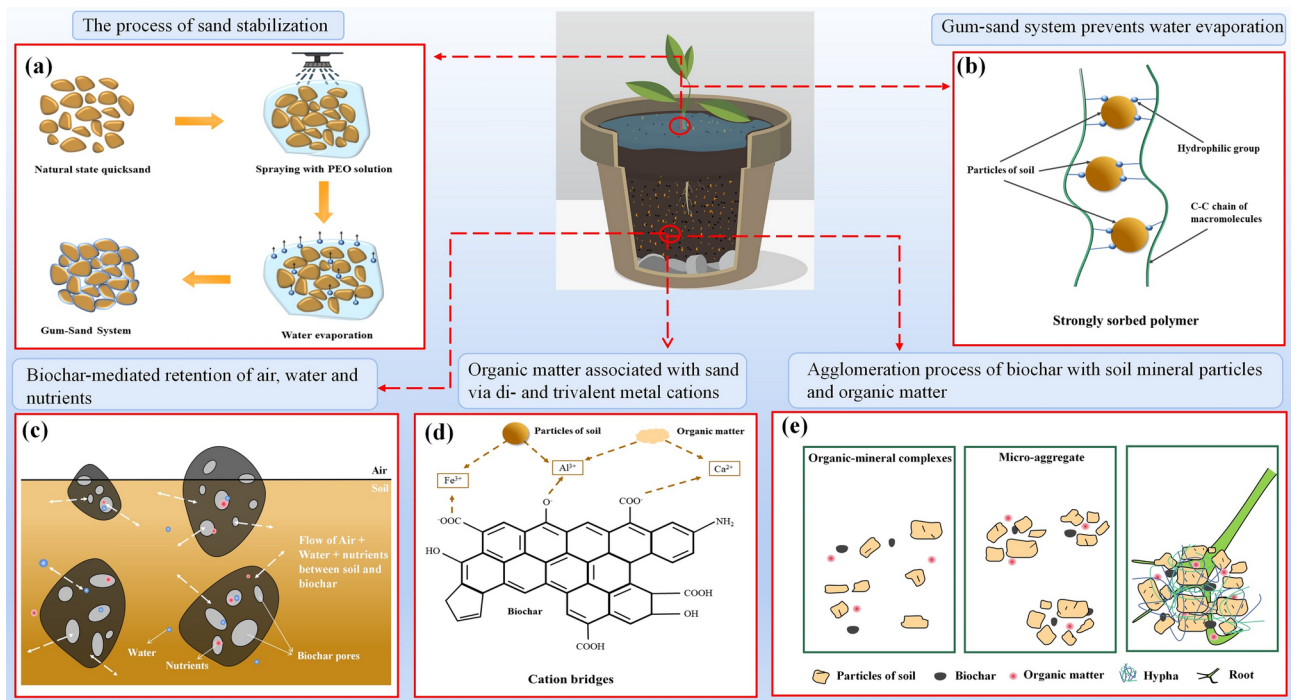 The process of sand stabilization
Gum-sand system prevents water evaporation
(a)
Natural state quicksand
Spraying with PEO solution
Gum-Sand System
Water evaporation
(b)
Hydrophilic group
Particles of soil
C-C chain of
macromolecules
Strongly sorbed polymer
Biochar-mediated retention of air, water and
nutrients
Organic matter associated with sand
via di- and trivalent metal cations
Agglomeration process of biochar with soil mineral particles
and organic matter
(c)
Air
Soil
Flow of Air +
Water + nutrients
between soil and
biochar
Water
Nutrients
Biochar pores
(d)
Particles of soil
Organic matter
Fe³⁺
Al³⁺
Ca²⁺
⁻OOC
O⁻
COO⁻
NH₂
HO
Biochar
COOH
OH
COOH
Cation bridges
(e)
Organic-mineral complexes
Micro-aggregate
Particles of soil
Biochar
Organic matter
Hypha
Root